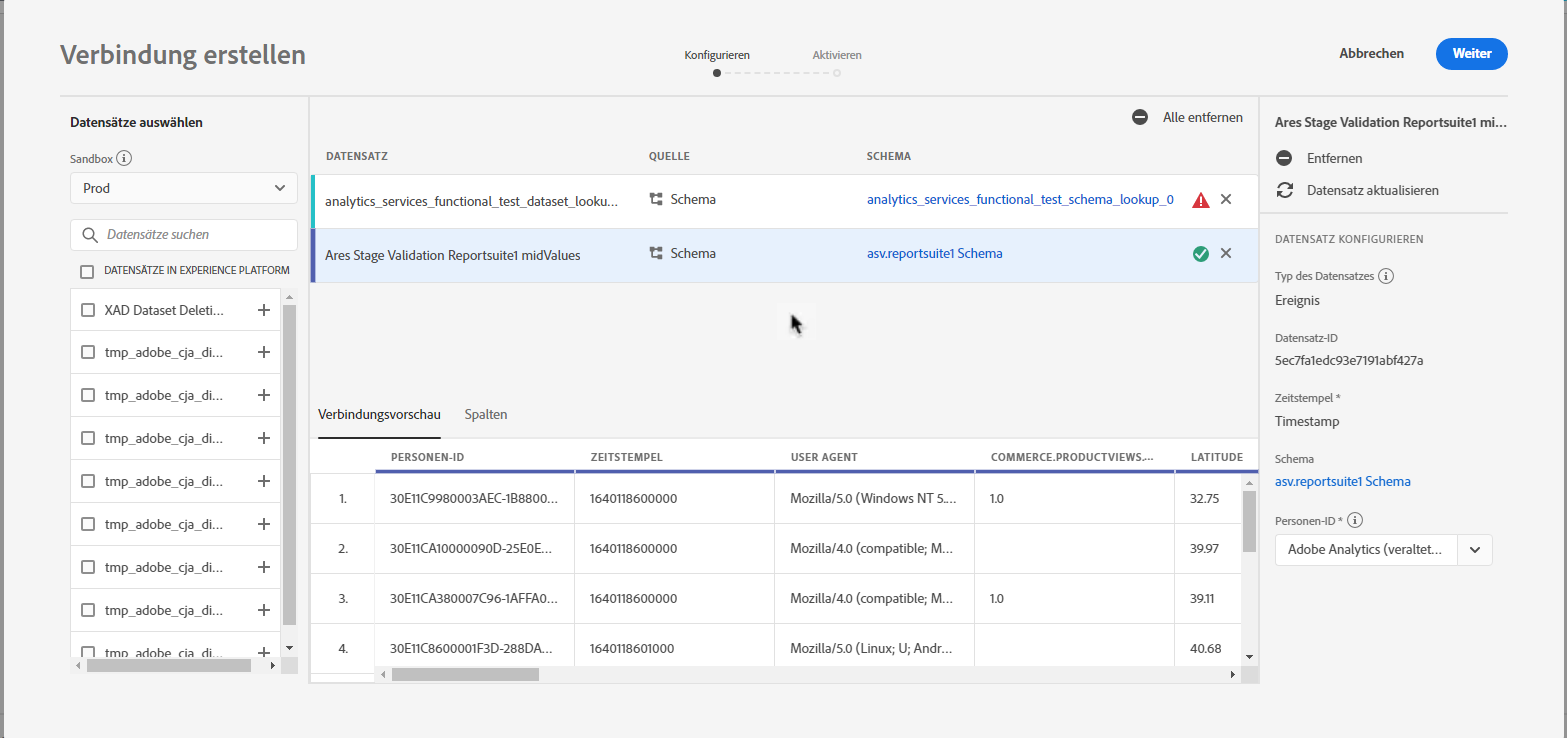 Verbindung erstellen
Konfigurieren
Aktivieren
Abbrechen
Weiter
Datensätze auswählen
Sandbox
Prod
Datensätze suchen
DATENSÄTZE IN EXPERIENCE PLATFORM
XAD Dataset Deleti...
tmp_adobe_cja_di...
tmp_adobe_cja_di...
tmp_adobe_cja_di...
tmp_adobe_cja_di...
tmp_adobe_cja_di...
tmp_adobe_cja_di...
tmp_adobe_cja_di...
tmp_adobe_cja_di...
Alle entfernen
DATENSATZ QUELLE SCHEMA
analytics_services_functional_test_dataset_looku... Schema analytics_services_functional_test_schema_lookup_0
Ares Stage Validation Reportsuite1 midValues Schema asv.reportsuite1 Schema
Verbindungsvorschau Spalten
PERSONEN-ID ZEITSTEMPEL USER AGENT COMMERCE.PRODUCTVIEWS.... LATITUDE
1. 30E11C9980003AEC-1B8800... 1640118600000 Mozilla/5.0 (Windows NT 5.... 1.0 32.75
2. 30E11CA10000090D-25E0E... 1640118600000 Mozilla/4.0 (compatible; M... 39.97
3. 30E11CA380007C96-1AFFA0... 1640118600000 Mozilla/4.0 (compatible; M... 1.0 39.11
4. 30E11C8600001F3D-288DA... 1640118601000 Mozilla/5.0 (Linux; U; Andr... 40.68
Ares Stage Validation Reportsuite1 mi...
Entfernen
Datensatz aktualisieren
DATENSATZ KONFIGURIEREN
Typ des Datensatzes
Ereignis
Datensatz-ID
5ec7fa1edc93e7191abf427a
Zeitstempel *
Timestamp
Schema
asv.reportsuite1 Schema
Personen-ID *
Adobe Analytics (veraltet...